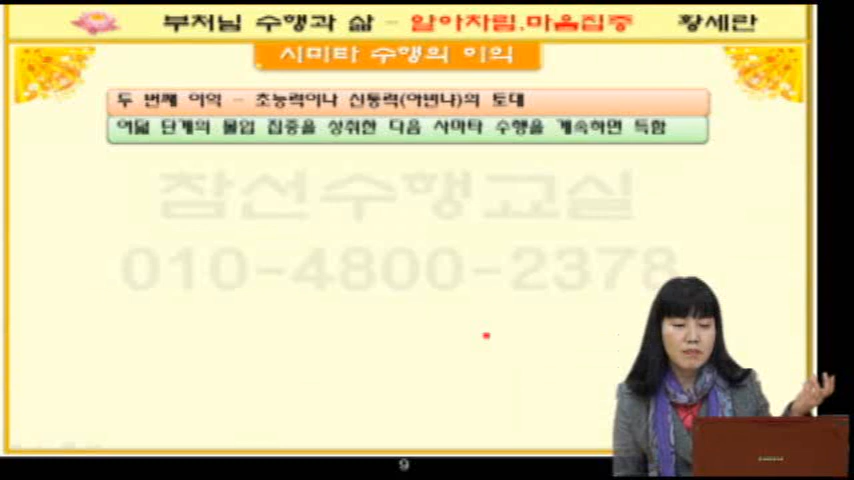 부처님 수행과 삶 - 알아차림.마음집중 황세란
사마타 수행의 이익
두 번째 이익 - 초능력이나 신통력(아빈냐)의 토대
여덟 단계의 몰입 집중을 성취한 다음 사마타 수행을 계속하면 득함
참선수행교실
010-4800-2378
9